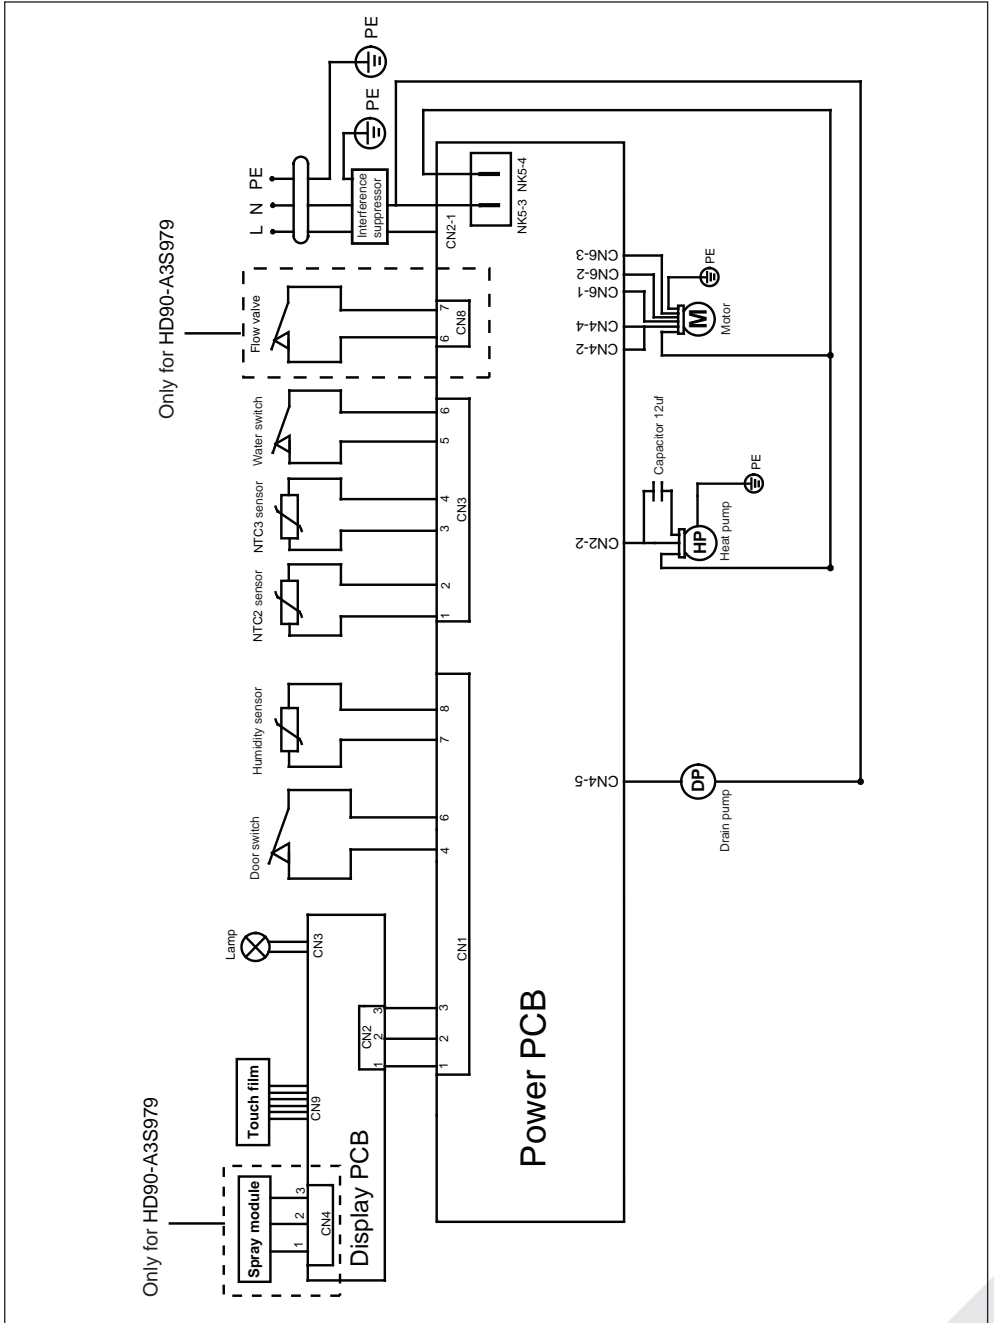 Only for HD90-A3S979
Spray module
1
2
3
CN4
Touch film
CN9
Lamp
CN3
Display PCB
CN2
1
2
3
Door switch
Humidity sensor
NTC2 sensor
NTC3 sensor
Water switch
Only for HD90-A3S979
Flow valve
L N PE
PE
PE
Interference
suppressor
1
2
3
4
6
7
8
CN1
1
2
3
4
5
6
CN3
6
7
CN8
CN2-1
NK5-3 NK5-4
Power PCB
CN4-5
CN2-2
CN4-2
CN4-4
CN6-1
CN6-2
CN6-3
DP
Drain pump
HP
Heat pump
Capacitor 12uf
PE
M
Motor
PE